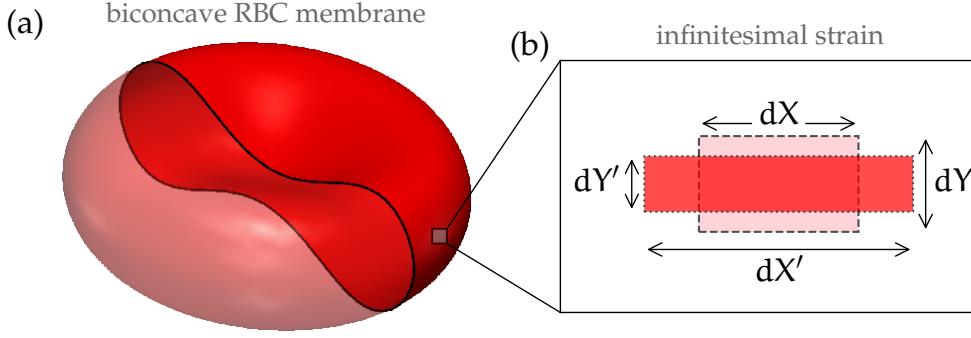 biconcave RBC membrane
(a)
(b)
infinitesimal strain
dX
dY'
dY
dX'